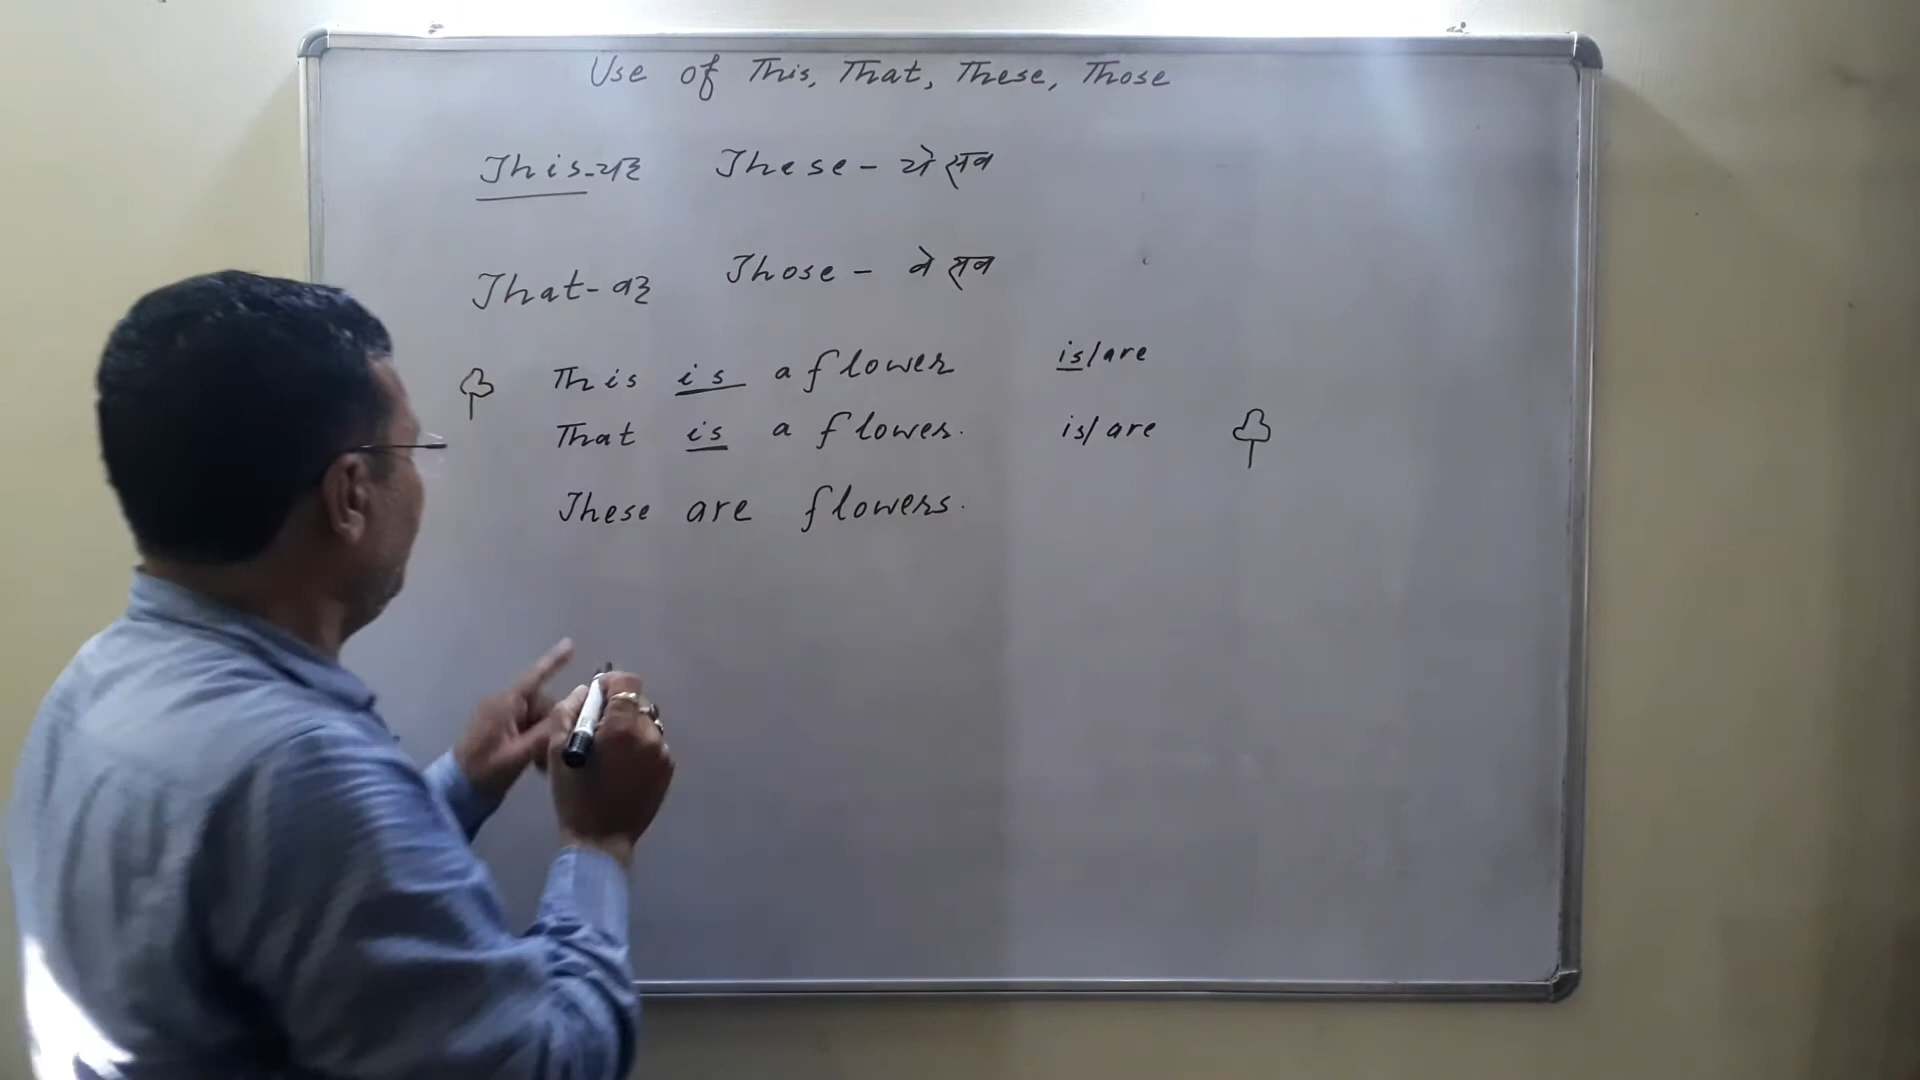 Use of This, That, These, Those
This-यह These- ये सब
That-वह Those- वे सब
This is a flower is/are
That is a flower. is/are
These are flowers.